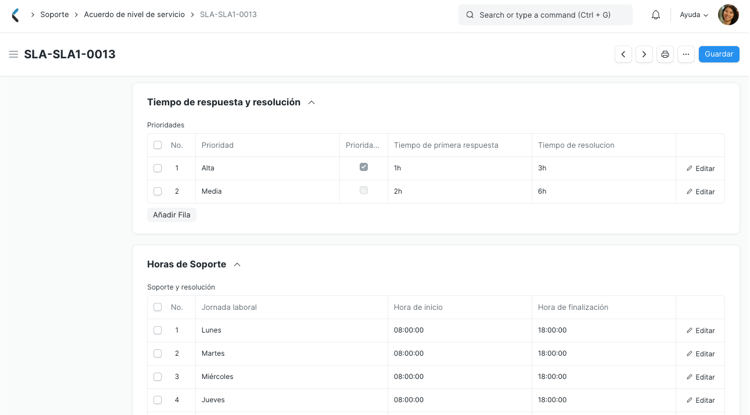 Soporte > Acuerdo de nivel de servicio > SLA-SLA1-0013
Search or type a command (Ctrl + G)
Ayuda
SLA-SLA1-0013
Guardar
Tiempo de respuesta y resolución
Prioridades
No. Prioridad Priorida... Tiempo de primera respuesta Tiempo de resolucion
1 Alta 1h 3h Editar
2 Media 2h 6h Editar
Añadir Fila
Horas de Soporte
Soporte y resolución
No. Jornada laboral Hora de inicio Hora de finalización
1 Lunes 08:00:00 18:00:00 Editar
2 Martes 08:00:00 18:00:00 Editar
3 Miércoles 08:00:00 18:00:00 Editar
4 Jueves 08:00:00 18:00:00 Editar